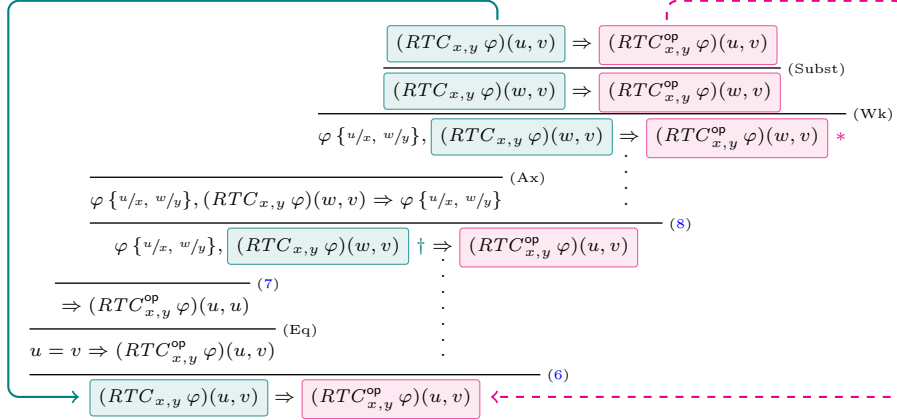 (RTC_{x,y} φ)(u, v) ⇒ (RTC^{op}_{x,y} φ)(u, v)
(Subst)
(RTC_{x,y} φ)(w, v) ⇒ (RTC^{op}_{x,y} φ)(w, v)
(Wk)
φ {u/x, w/y}, (RTC_{x,y} φ)(w, v) ⇒ (RTC^{op}_{x,y} φ)(w, v) *
(Ax)
φ {u/x, w/y}, (RTC_{x,y} φ)(w, v) ⇒ φ {u/x, w/y}
(8)
φ {u/x, w/y}, (RTC_{x,y} φ)(w, v) † ⇒ (RTC^{op}_{x,y} φ)(u, v)
(7)
⇒ (RTC^{op}_{x,y} φ)(u, u)
(Eq)
u = v ⇒ (RTC^{op}_{x,y} φ)(u, v)
(6)
(RTC_{x,y} φ)(u, v) ⇒ (RTC^{op}_{x,y} φ)(u, v)